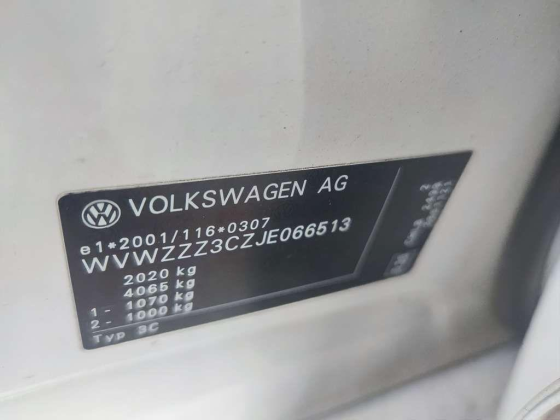 VOLKSWAGEN AG
e1*2001/116*0307
WVWZZZ3CZJE066513
2020 kg
4065 kg
1- 1070 kg
2- 1000 kg
Typ 3C